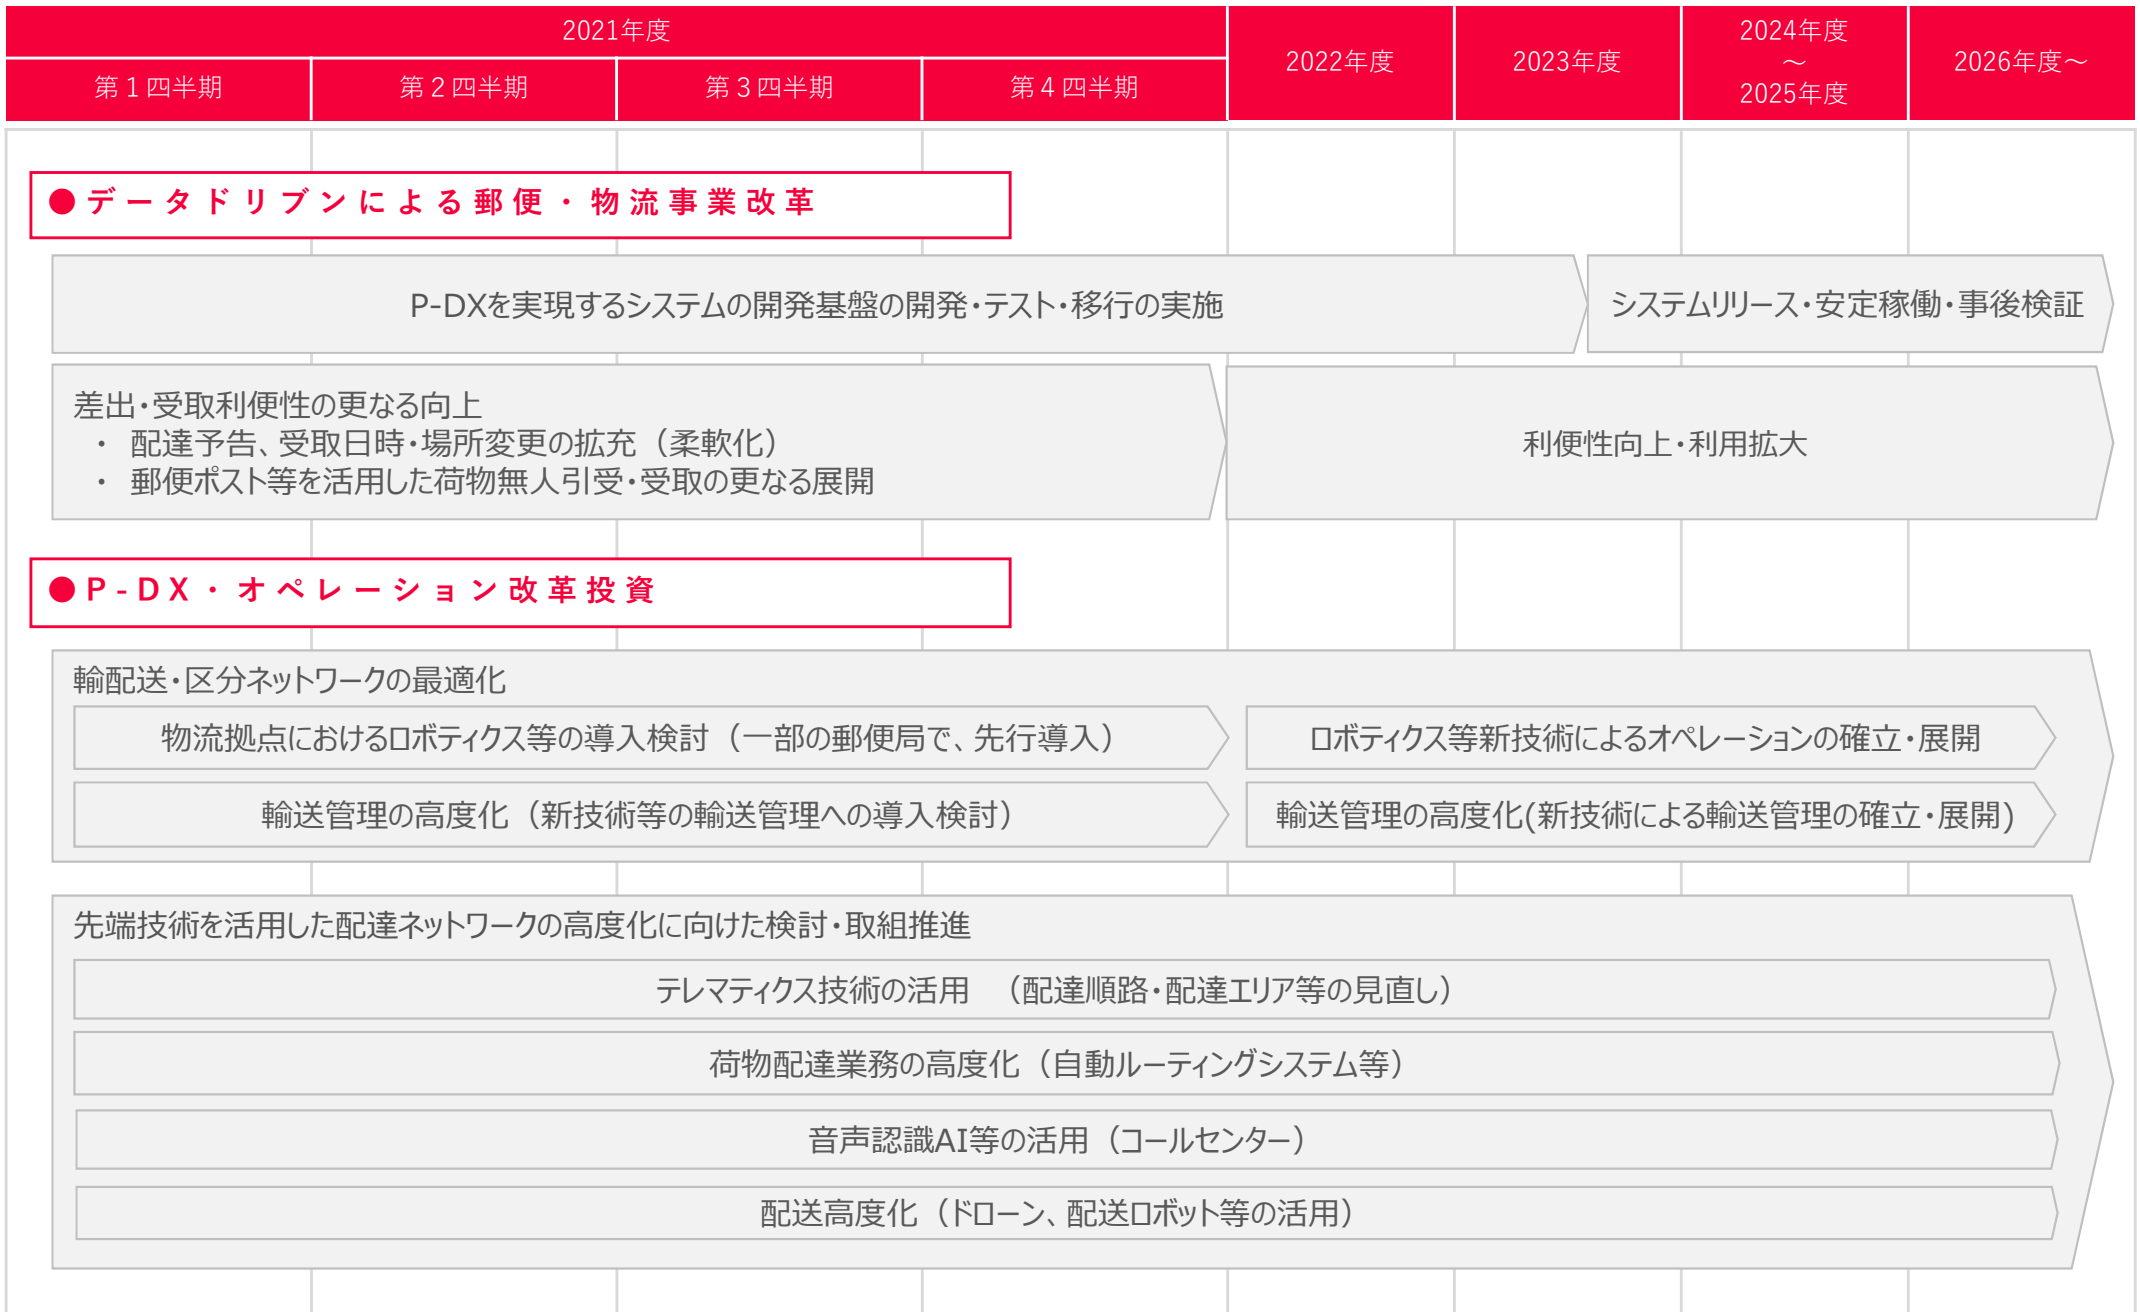 2021年度
第１四半期
第２四半期
第３四半期
第４四半期
2022年度
2023年度
2024年度
～
2025年度
2026年度～
●データドリブンによる郵便・物流事業改革
P-DXを実現するシステムの開発基盤の開発・テスト・移行の実施
システムリリース・安定稼働・事後検証
差出・受取利便性の更なる向上
・ 配達予告、受取日時・場所変更の拡充（柔軟化）
・ 郵便ポスト等を活用した荷物無人引受・受取の更なる展開
利便性向上・利用拡大
●P-DX・オペレーション改革投資
輸配送・区分ネットワークの最適化
物流拠点におけるロボティクス等の導入検討（一部の郵便局で、先行導入）
ロボティクス等新技術によるオペレーションの確立・展開
輸送管理の高度化（新技術等の輸送管理への導入検討）
輸送管理の高度化(新技術による輸送管理の確立・展開)
先端技術を活用した配達ネットワークの高度化に向けた検討・取組推進
テレマティクス技術の活用　（配達順路・配達エリア等の見直し）
荷物配達業務の高度化（自動ルーティングシステム等）
音声認識AI等の活用（コールセンター）
配送高度化（ドローン、配送ロボット等の活用）